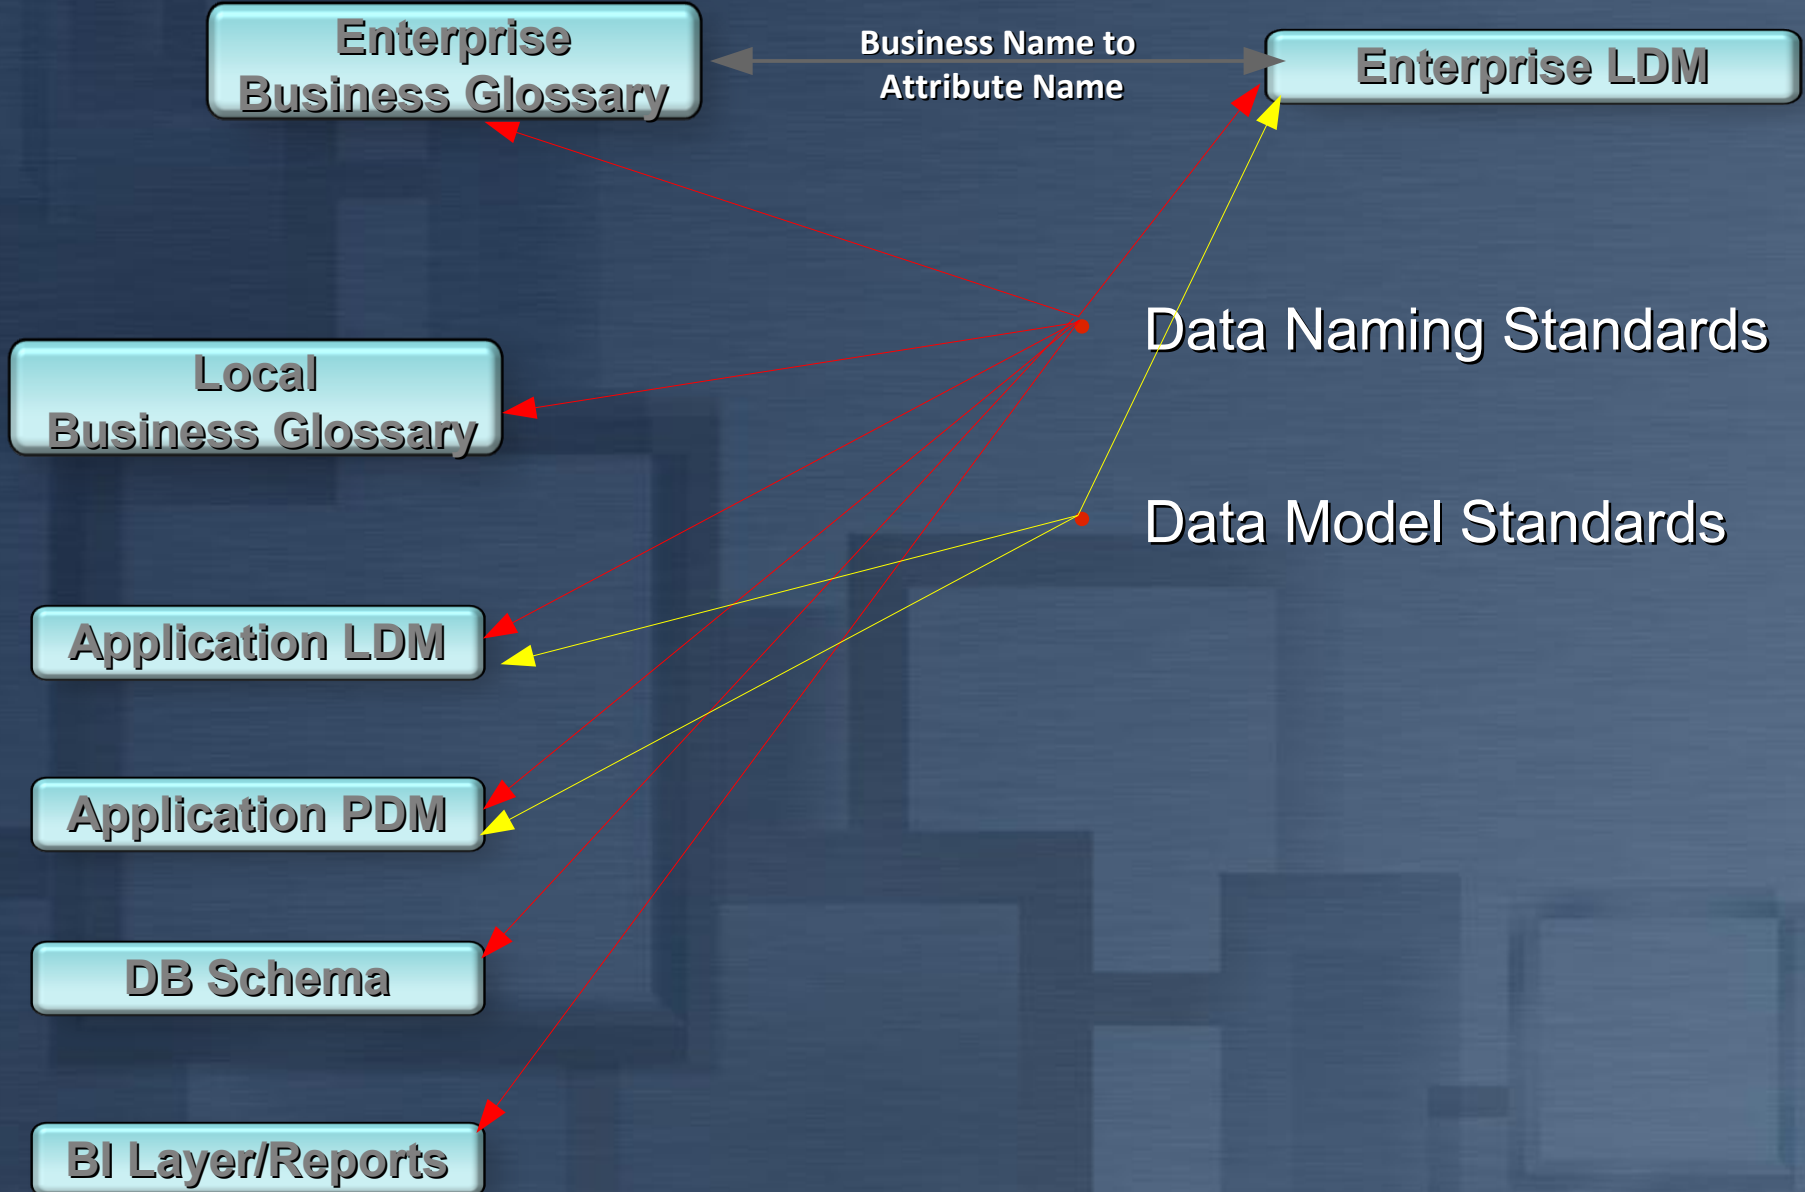 Enterprise
Business Glossary
Business Name to
Attribute Name
Enterprise LDM
Data Naming Standards
Local
Business Glossary
Data Model Standards
Application LDM
Application PDM
DB Schema
BI Layer/Reports